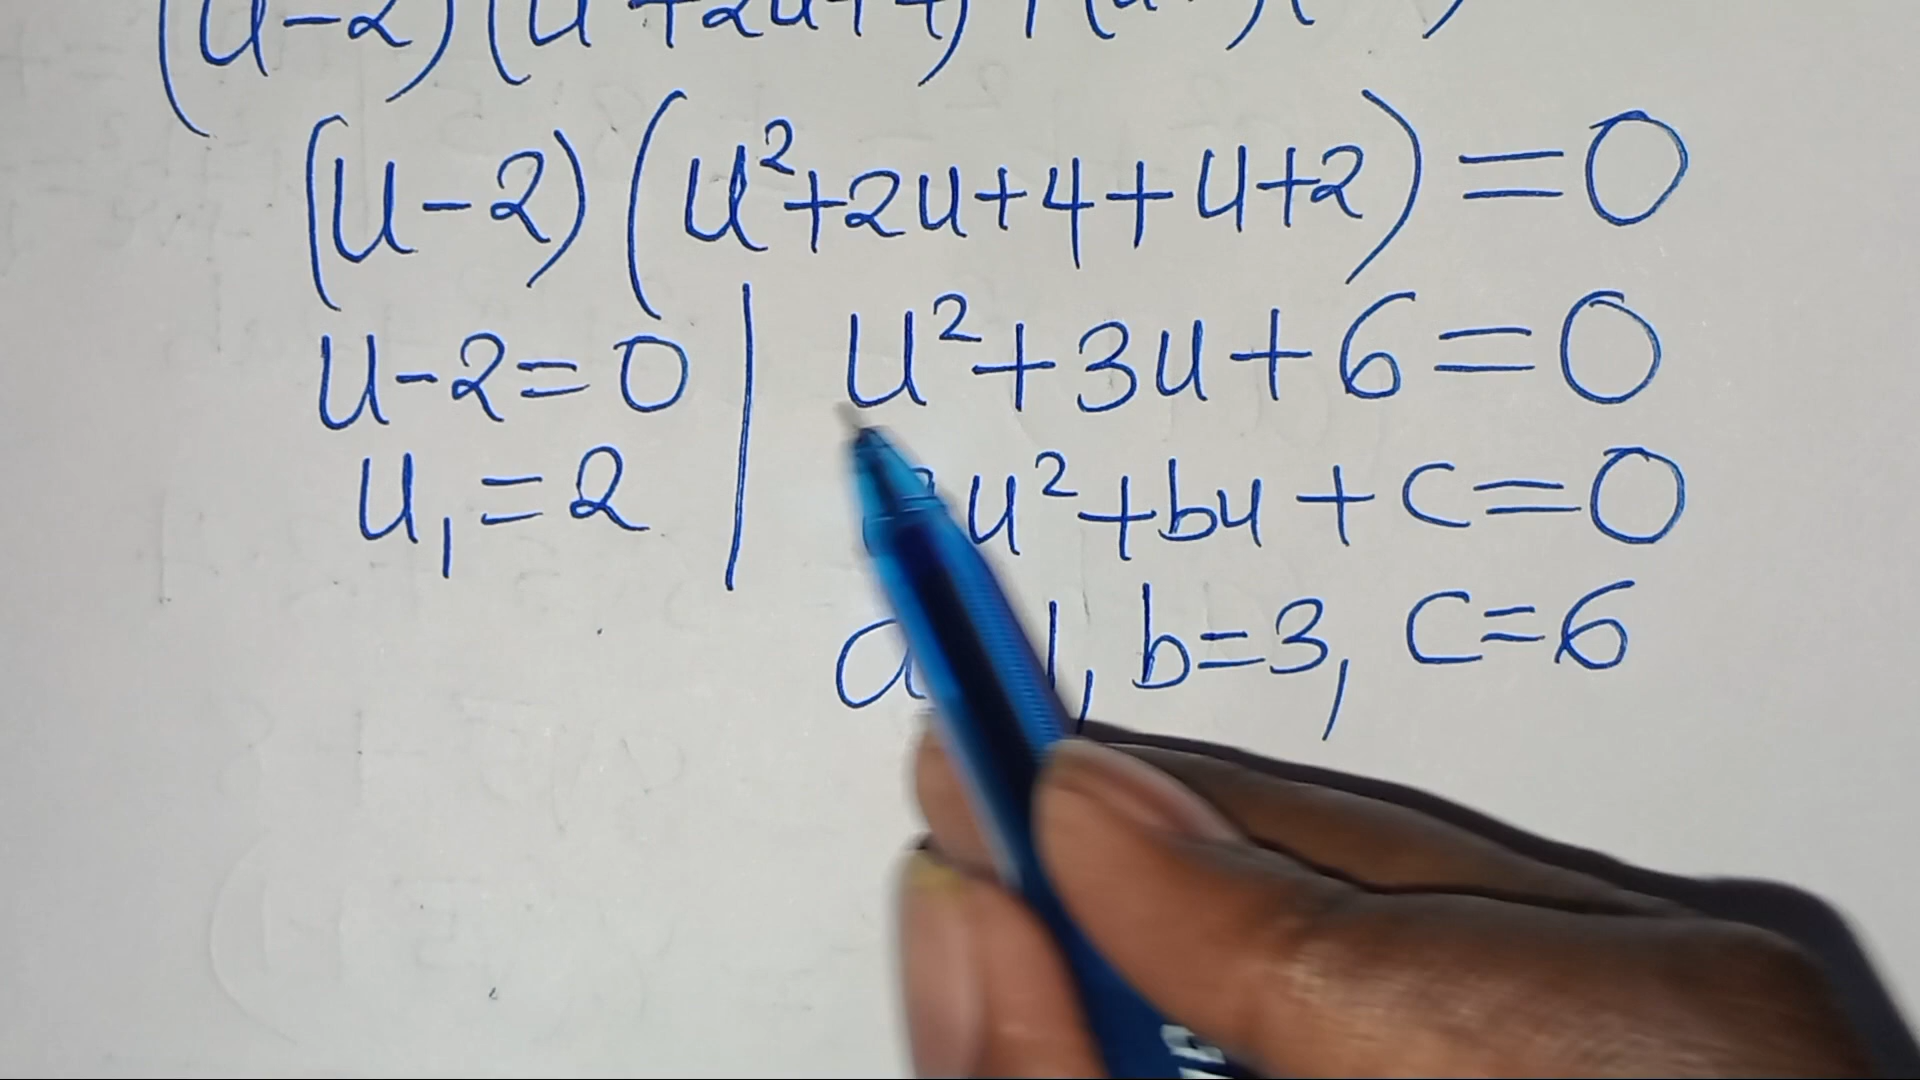 (u-2)(u²+2u+4+u+2)=0
u-2=0 | u²+3u+6=0
u₁=2 | u²+bu+c=0
1, b=3, c=6